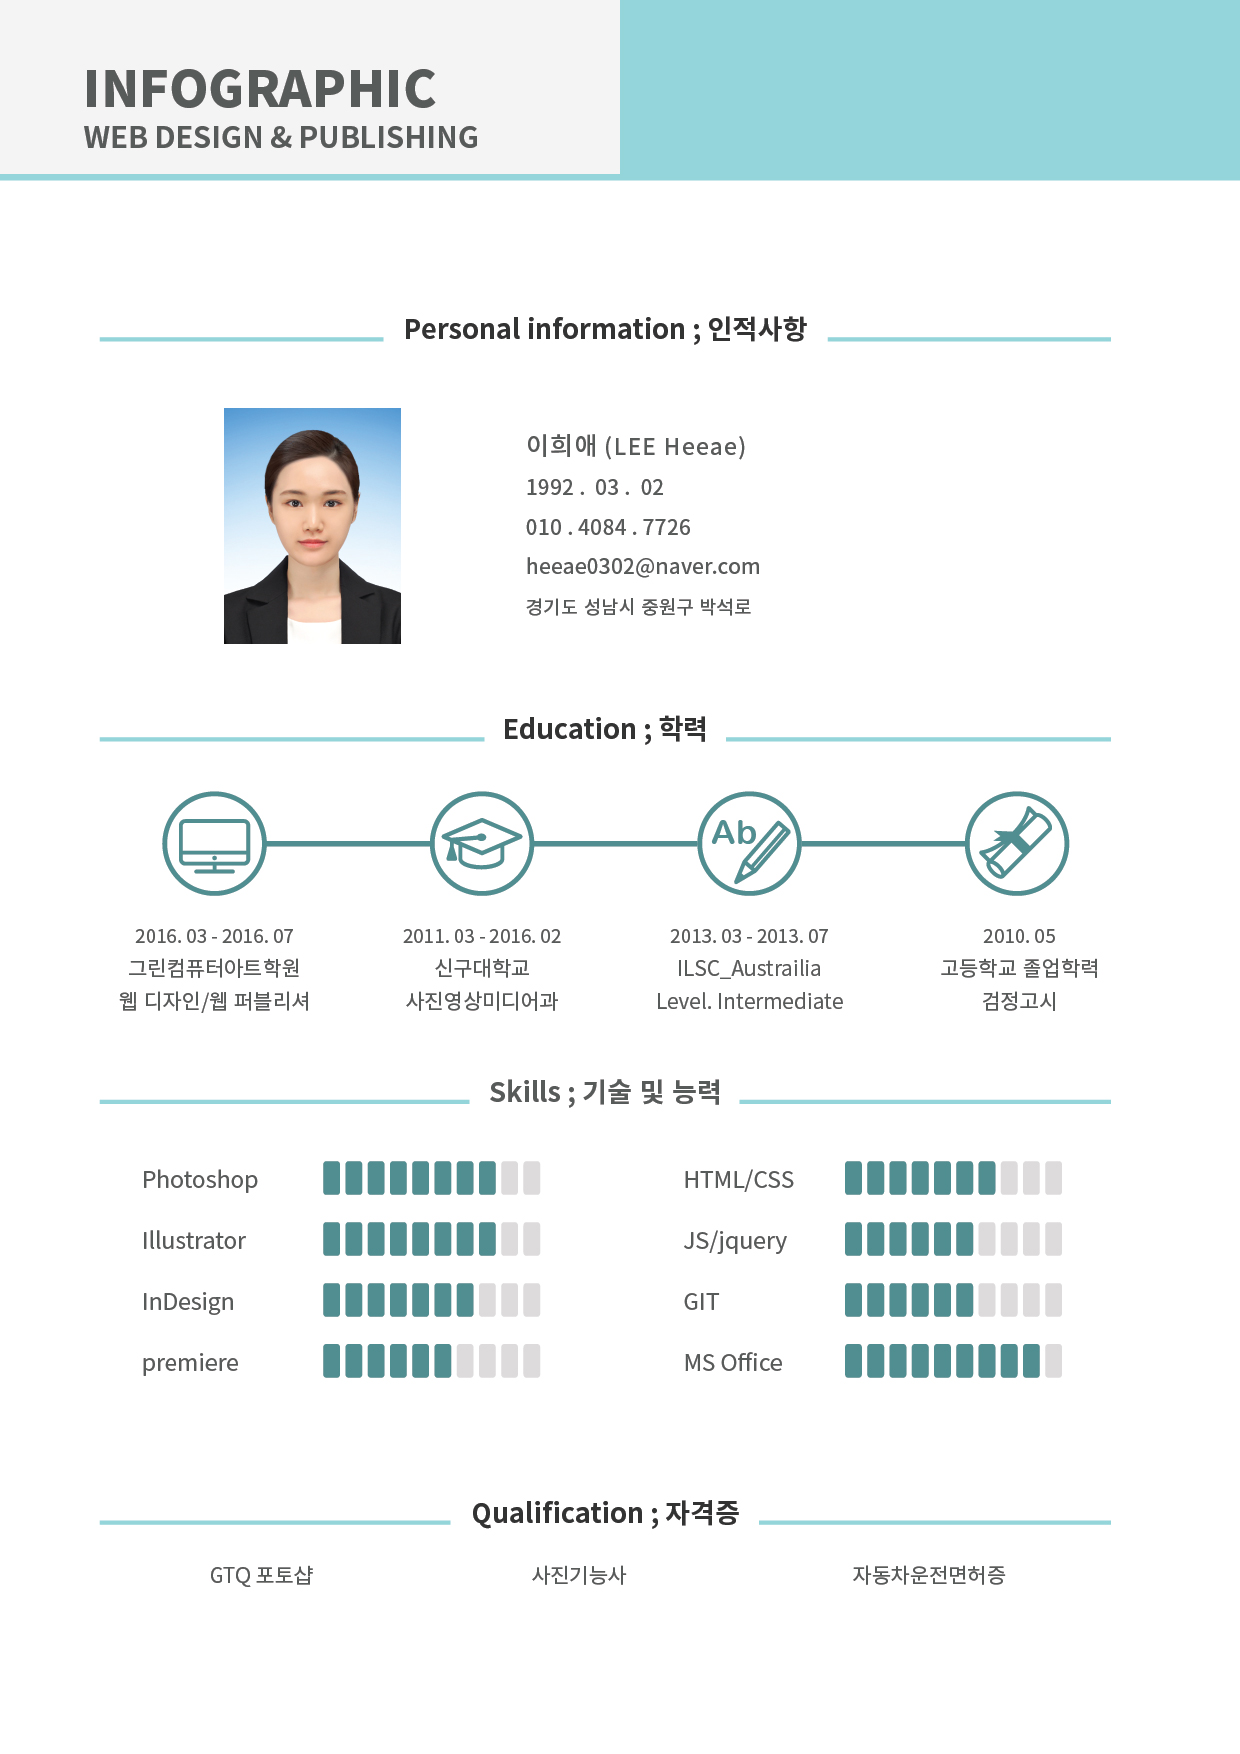 INFOGRAPHIC
WEB DESIGN & PUBLISHING
Personal information ; 인적사항
이희애 (LEE Heeae)
1992 . 03 . 02
010 . 4084 . 7726
heeae0302@naver.com
경기도 성남시 중원구 박석로
Education ; 학력
Ab
2016. 03 - 2016. 07
그린컴퓨터아트학원
웹 디자인/웹 퍼블리셔
2011. 03 - 2016. 02
신구대학교
사진영상미디어과
2013. 03 - 2013. 07
ILSC_Austrailia
Level. Intermediate
2010. 05
고등학교 졸업학력
검정고시
Skills ; 기술 및 능력
Photoshop
Illustrator
InDesign
premiere
HTML/CSS
JS/jquery
GIT
MS Office
Qualification ; 자격증
GTQ 포토샵
사진기능사
자동차운전면허증